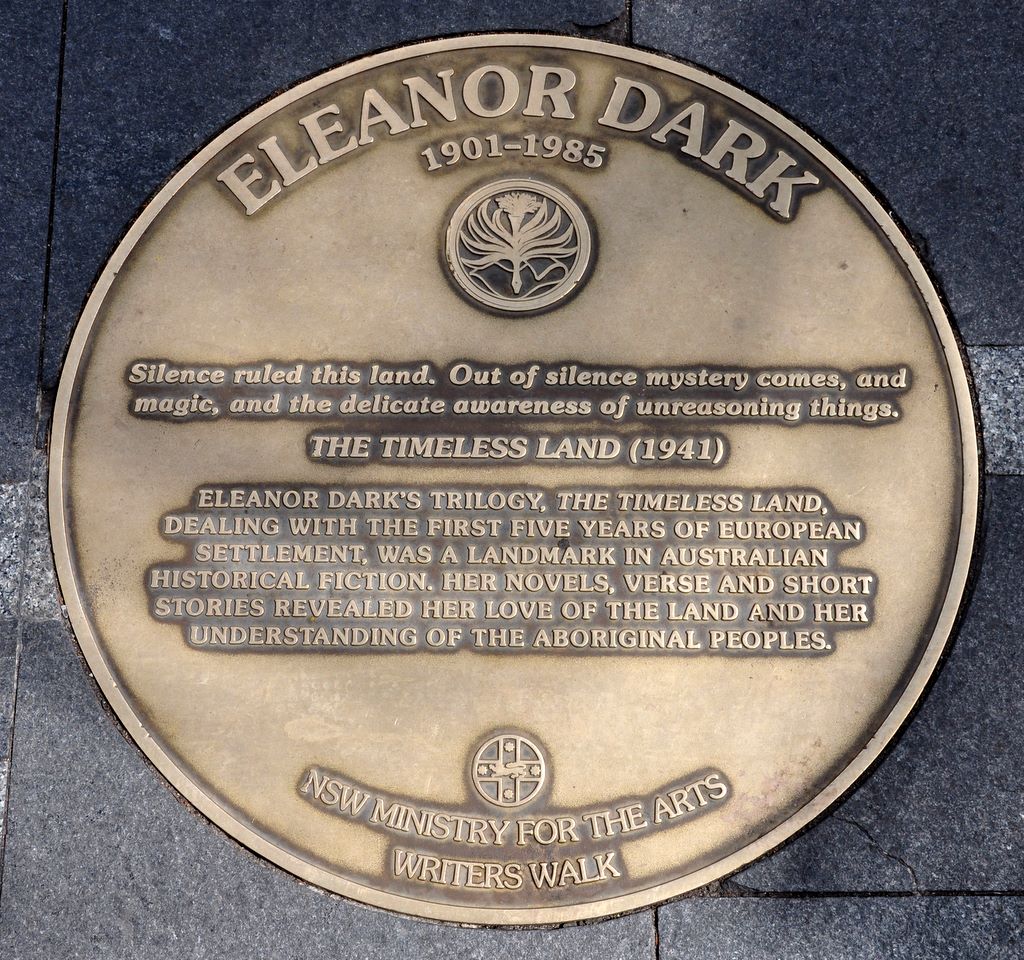 ELEANOR DARK
1901–1985
Silence ruled this land. Out of silence mystery comes, and
magic, and the delicate awareness of unreasoning things.
THE TIMELESS LAND (1941)
ELEANOR DARK'S TRILOGY, THE TIMELESS LAND,
DEALING WITH THE FIRST FIVE YEARS OF EUROPEAN
SETTLEMENT, WAS A LANDMARK IN AUSTRALIAN
HISTORICAL FICTION. HER NOVELS, VERSE AND SHORT
STORIES REVEALED HER LOVE OF THE LAND AND HER
UNDERSTANDING OF THE ABORIGINAL PEOPLES.
NSW MINISTRY FOR THE ARTS
WRITERS WALK